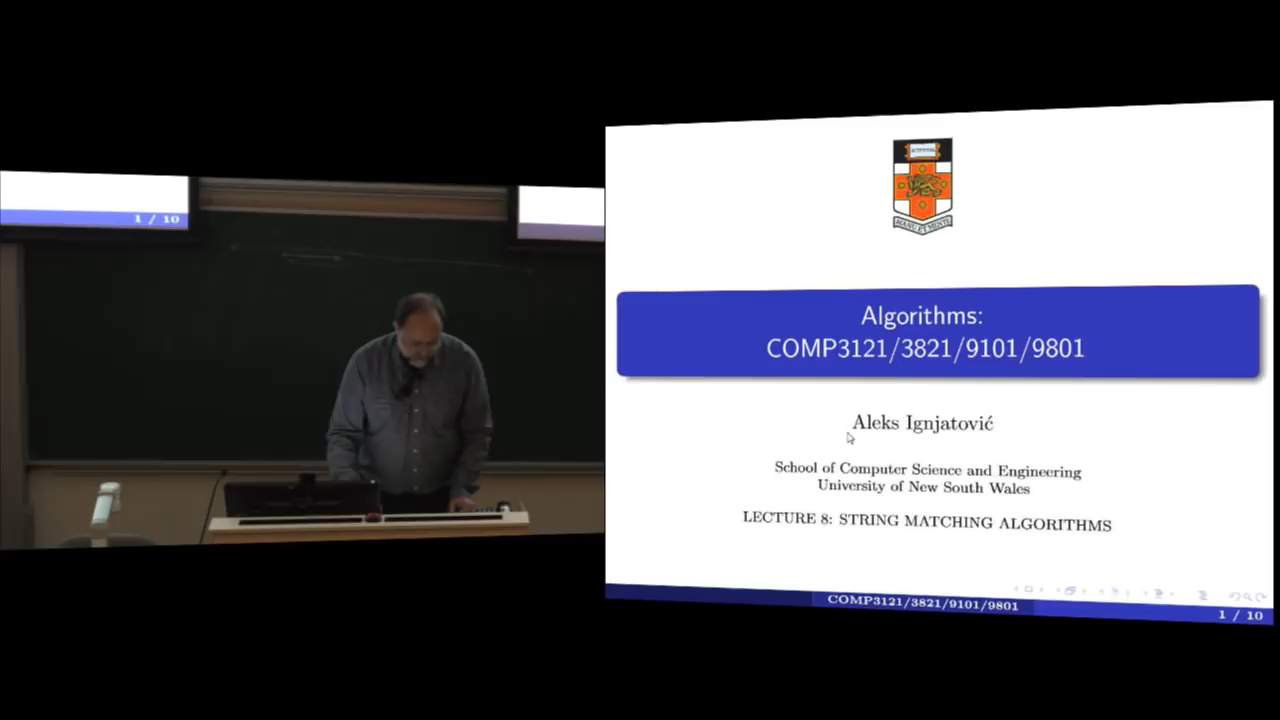 1 / 10
Algorithms:
COMP3121/3821/9101/9801
Aleks Ignjatović
School of Computer Science and Engineering
University of New South Wales
LECTURE 8: STRING MATCHING ALGORITHMS
COMP3121/3821/9101/9801
1 / 10